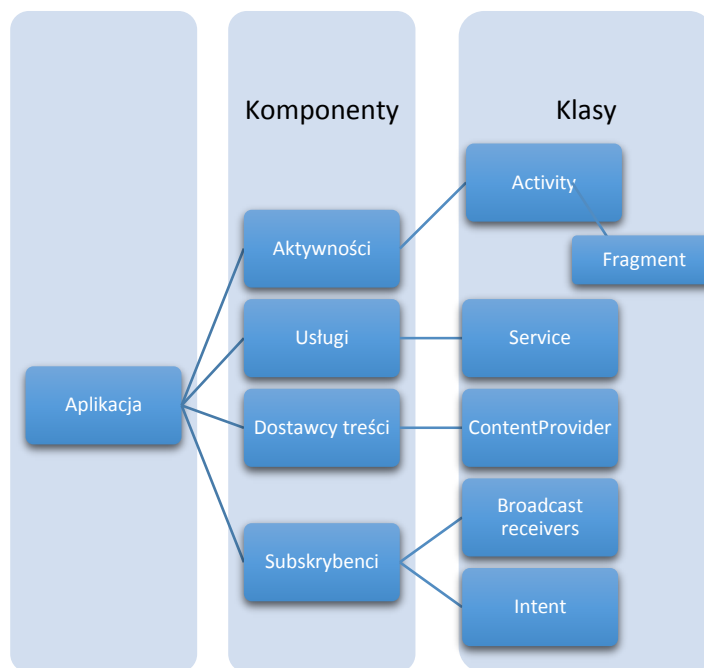 Komponenty
Klasy
Aplikacja
Aktywności
Usługi
Dostawcy treści
Subskrybenci
Activity
Fragment
Service
ContentProvider
Broadcast
receivers
Intent